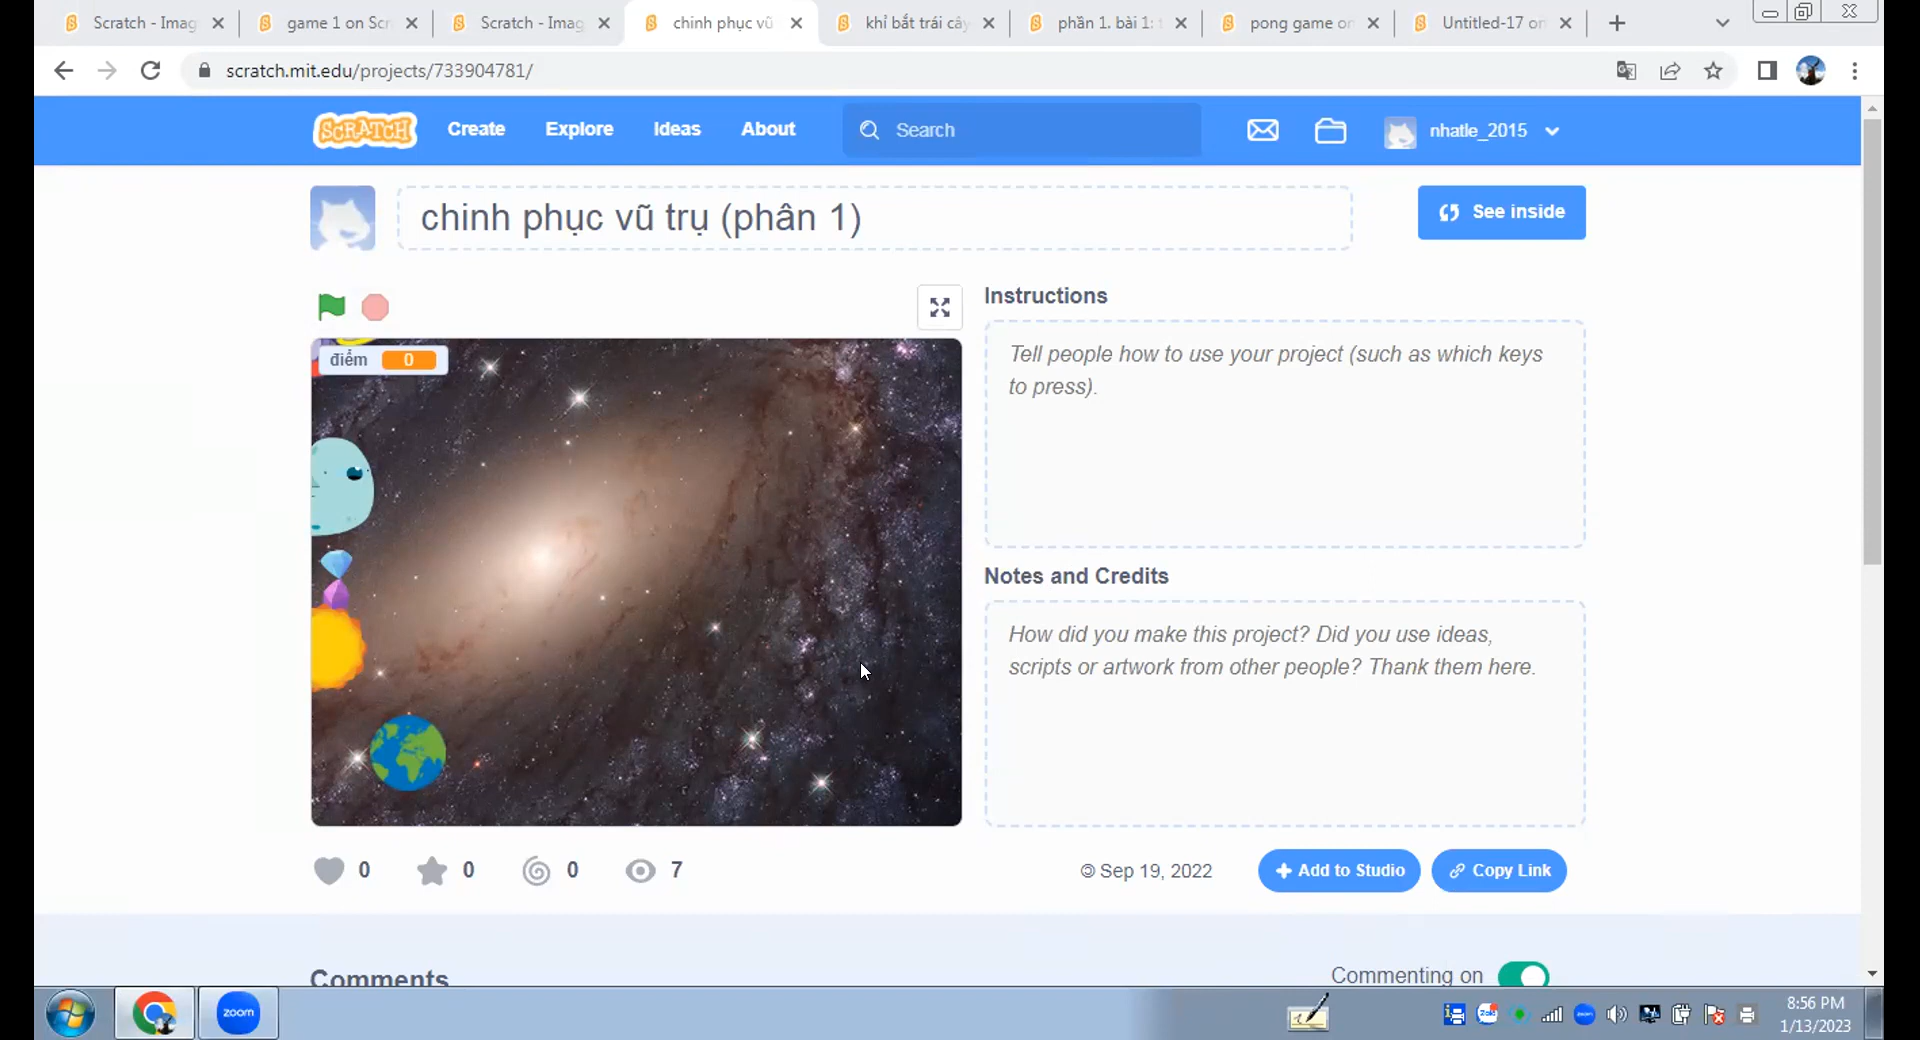 Scratch - Imag
game 1 on Scr
Scratch - Imag
chinh phục vũ
khỉ bắt trái cây
phần 1. bài 1:
pong game on
Untitled-17 on
scratch.mit.edu/projects/733904781/
SCRATCH
Create
Explore
Ideas
About
Search
nhatle_2015
chinh phục vũ trụ (phân 1)
See inside
Instructions
điểm 0
Tell people how to use your project (such as which keys
to press).
Notes and Credits
How did you make this project? Did you use ideas,
scripts or artwork from other people? Thank them here.
0
0
0
7
© Sep 19, 2022
Add to Studio
Copy Link
Comments
Commenting on
zoom
Zalo
8:56 PM
1/13/2023